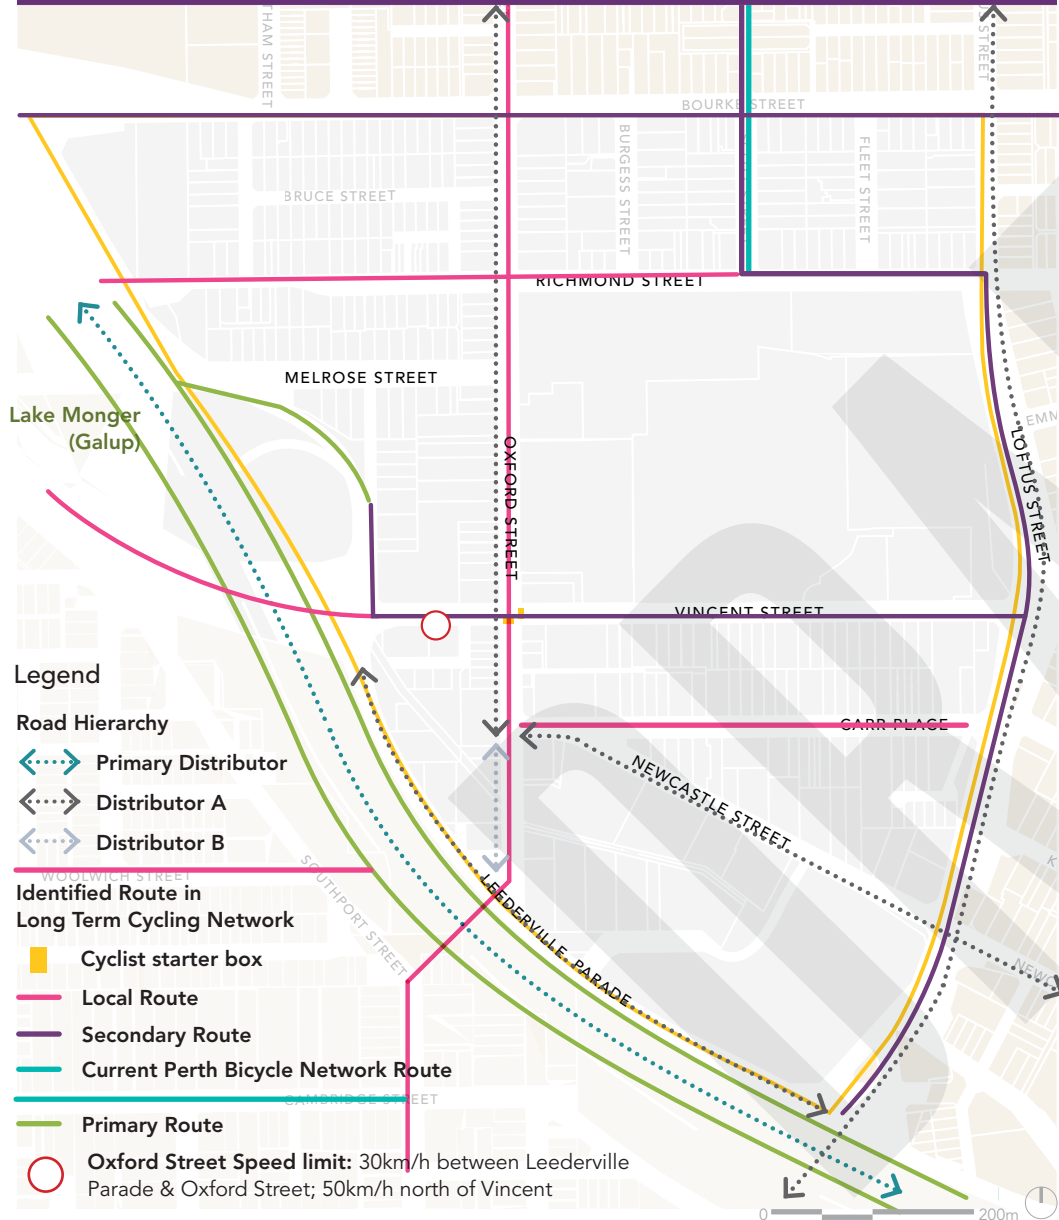 THAM STREET
STREET
BOURKE STREET
BURGESS STREET
FLEET STREET
BRUCE STREET
RICHMOND STREET
MELROSE STREET
Lake Monger
(Galup)
EMM
OXFORD STREET
LOFTUS STREET
VINCENT STREET
CARR PLACE
NEWCASTLE STREET
Legend
Road Hierarchy
Primary Distributor
Distributor A
Distributor B
WOOLWICH STREET
SOUTHPORT STREET
LEEDERVILLE PARADE
K
NEWC
Identified Route in
Long Term Cycling Network
Cyclist starter box
Local Route
Secondary Route
Current Perth Bicycle Network Route
CAMBRIDGE STREET
Primary Route
Oxford Street Speed limit: 30km/h between Leederville
Parade & Oxford Street; 50km/h north of Vincent
0 200m